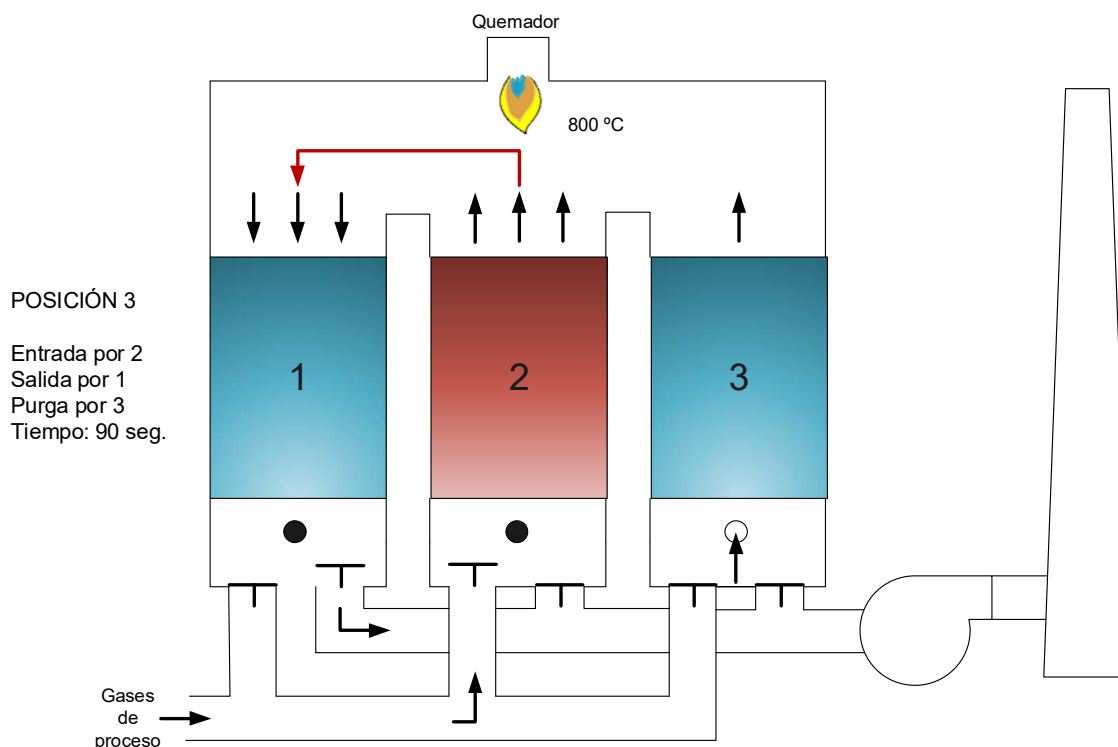 Quemador
800 ºC
POSICIÓN 3
Entrada por 2
Salida por 1
Purga por 3
Tiempo: 90 seg.
1
2
3
Gases
de
proceso